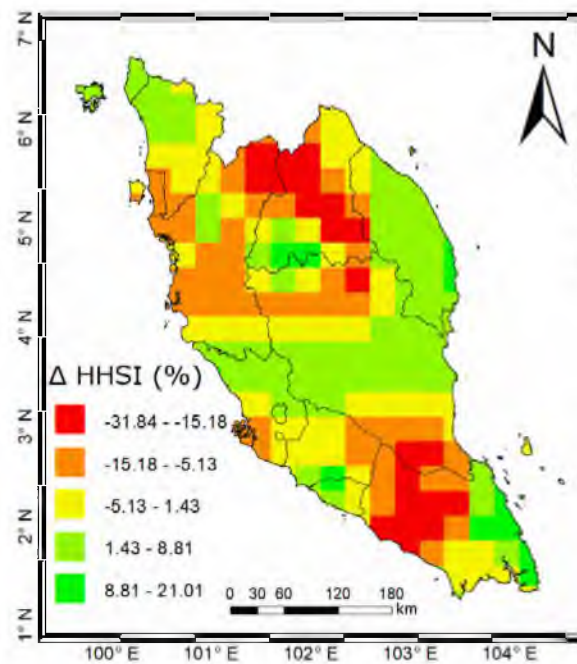 7° N
N
6° N
5° N
4° N
3° N
2° N
1° N
Δ HHSI (%)
-31.84 - -15.18
-15.18 - -5.13
-5.13 - 1.43
1.43 - 8.81
8.81 - 21.01
0 30 60 120 180
km
100° E 101° E 102° E 103° E 104° E